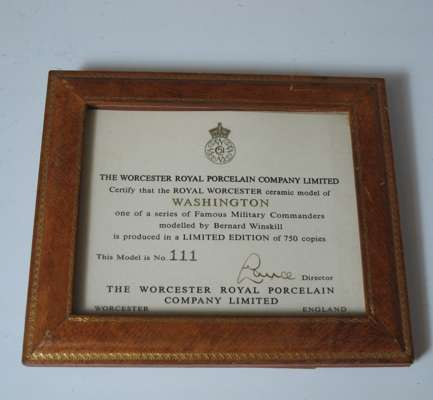 THE WORCESTER ROYAL PORCELAIN COMPANY LIMITED
Certify that the ROYAL WORCESTER ceramic model of
WASHINGTON
one of a series of Famous Military Commanders
modelled by Bernard Winskill
is produced in a LIMITED EDITION of 750 copies
This Model is No. 111
Director
THE WORCESTER ROYAL PORCELAIN
COMPANY LIMITED
WORCESTER ENGLAND